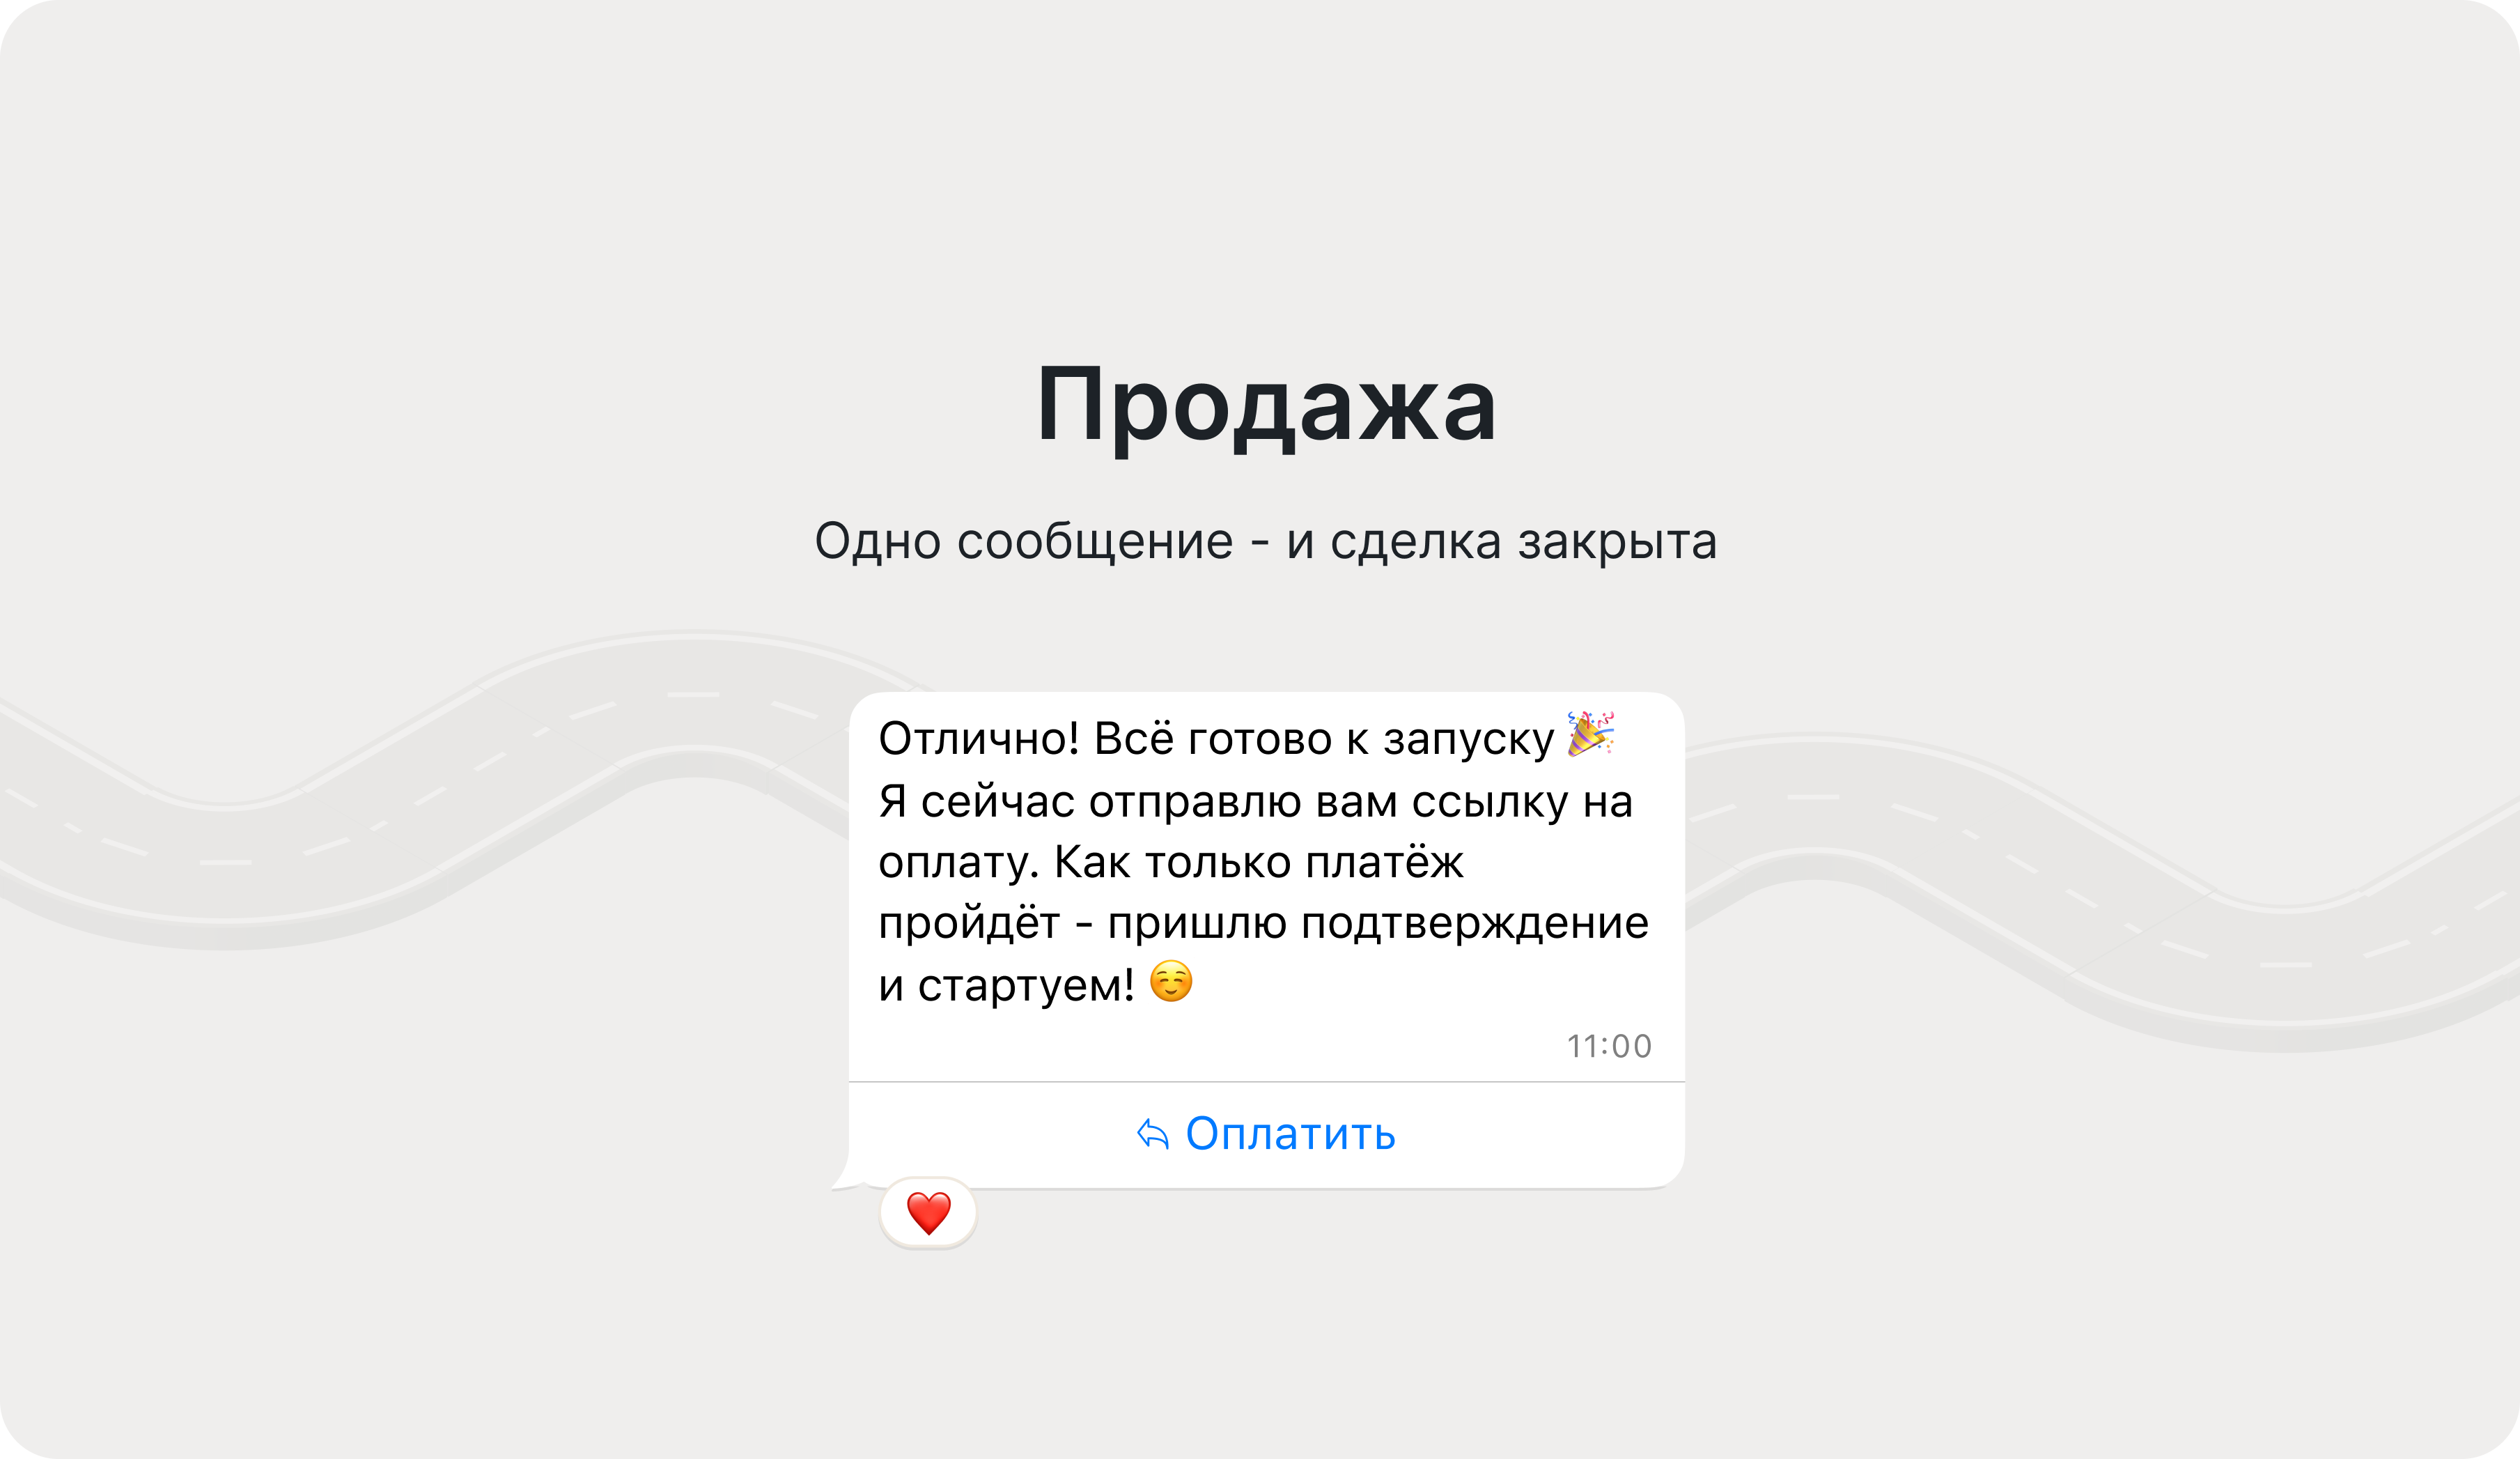 Продажа
Одно сообщение - и сделка закрыта
Отлично! Всё готово к запуску 🎉
Я сейчас отправлю вам ссылку на
оплату. Как только платёж
пройдёт - пришлю подтверждение
и стартуем! ☺️
11:00
Оплатить